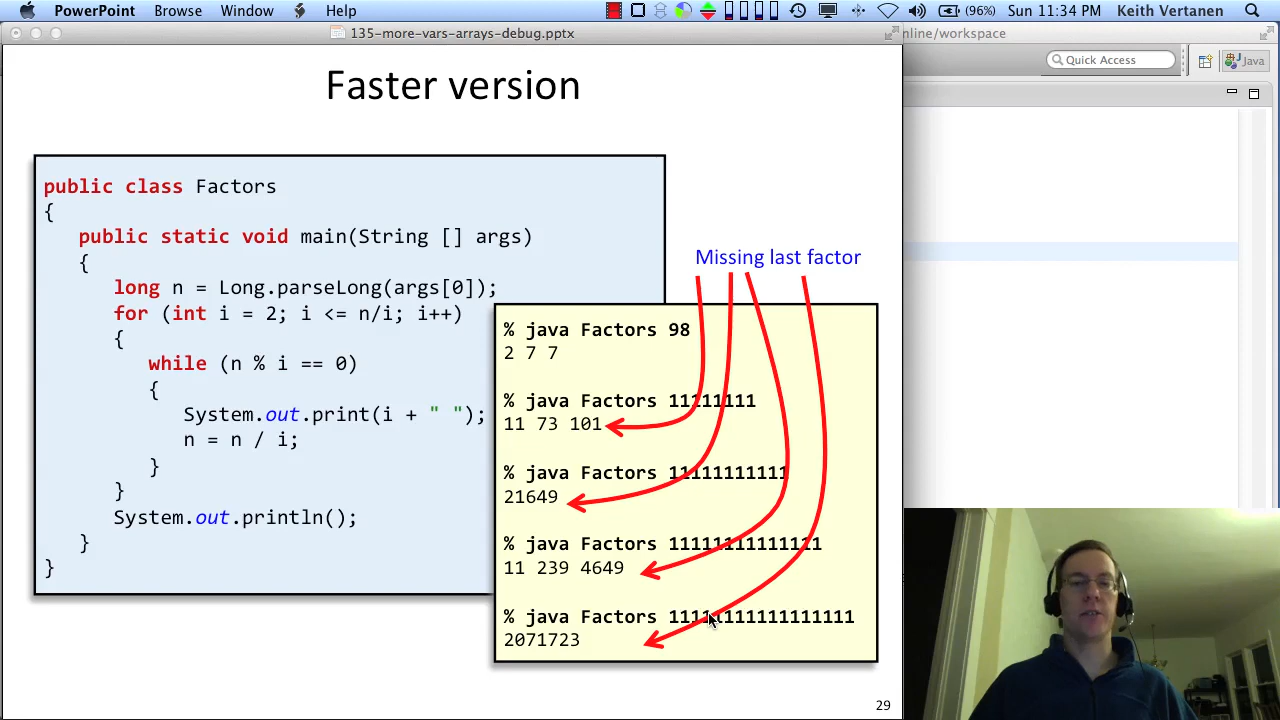 PowerPoint Browse Window Help (96%) Sun 11:34 PM Keith Vertanen
135-more-vars-arrays-debug.pptx
nline/workspace
Quick Access
Java
Faster version
public class Factors
{
public static void main(String [] args)
{
long n = Long.parseLong(args[0]);
for (int i = 2; i <= n/i; i++)
{
while (n % i == 0)
{
System.out.print(i + " ");
n = n / i;
}
}
System.out.println();
}
}
Missing last factor
% java Factors 98
2 7 7
% java Factors 11111111
11 73 101
% java Factors 11111111111
21649
% java Factors 11111111111111
11 239 4649
% java Factors 11111111111111111
2071723
29